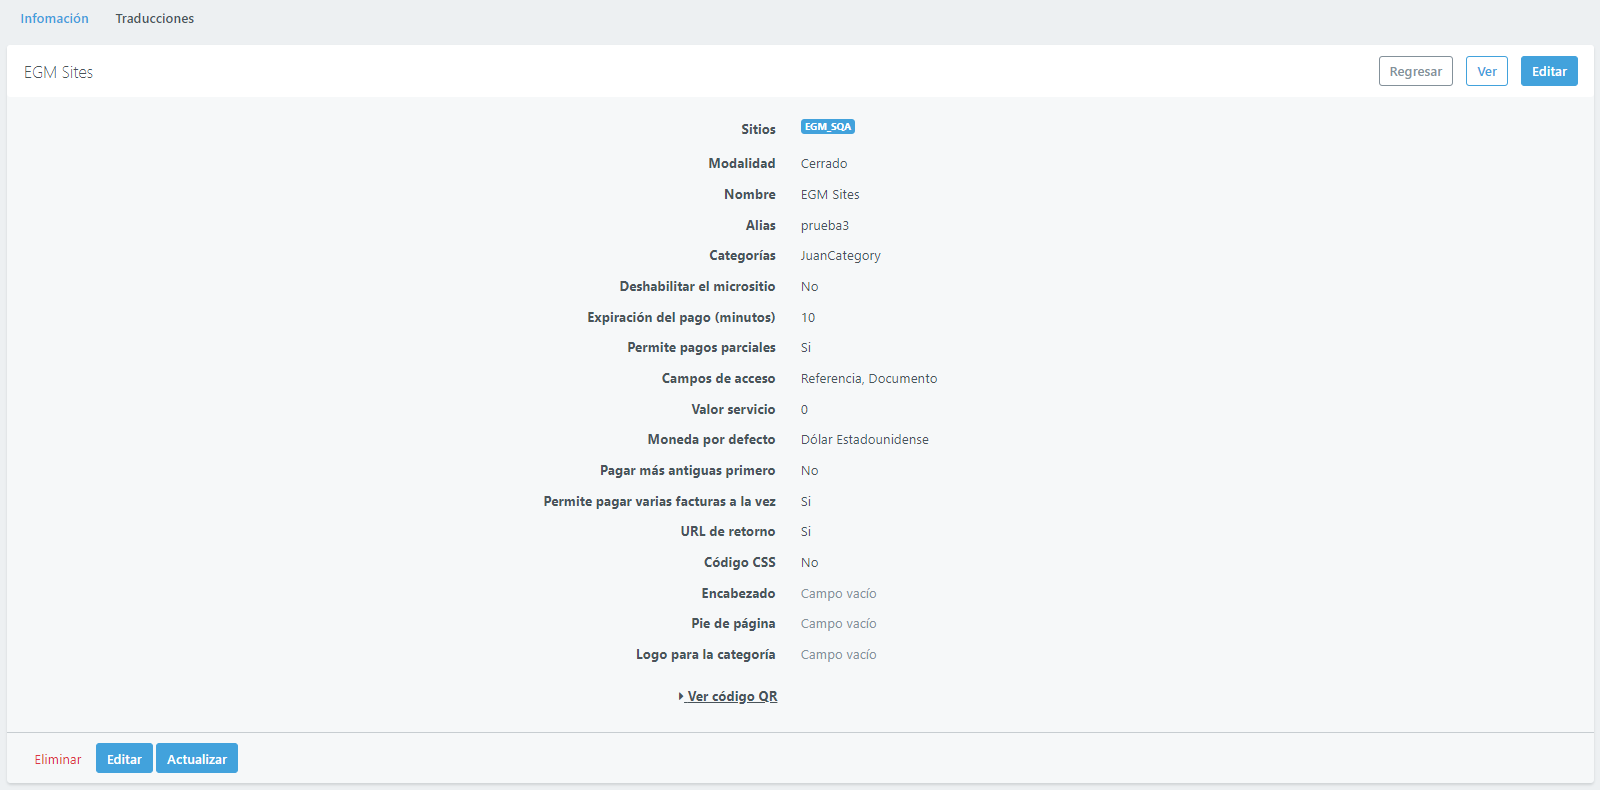 Infomación Traducciones
EGM Sites Regresar Ver Editar
Sitios EGM_SQA
Modalidad Cerrado
Nombre EGM Sites
Alias prueba3
Categorías JuanCategory
Deshabilitar el micrositio No
Expiración del pago (minutos) 10
Permite pagos parciales Si
Campos de acceso Referencia, Documento
Valor servicio 0
Moneda por defecto Dólar Estadounidense
Pagar más antiguas primero No
Permite pagar varias facturas a la vez Si
URL de retorno Si
Código CSS No
Encabezado Campo vacío
Pie de página Campo vacío
Logo para la categoría Campo vacío
Ver código QR
Eliminar Editar Actualizar